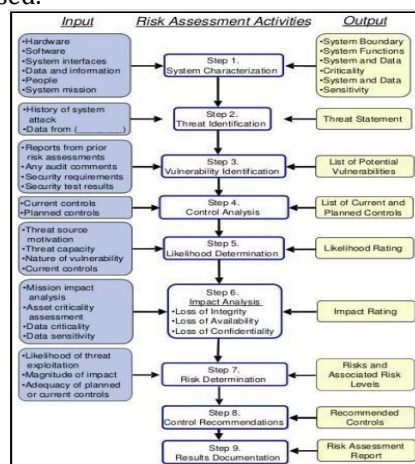 sed.
Input
Risk Assessment Activities
Output
•Hardware
•Software
•System interfaces
•Data and information
•People
•System mission
Step 1.
System Characterization
•System Boundary
•System Functions
•System and Data
•Criticality
•System and Data
•Sensitivity
•History of system
attack
•Data from (________)
Step 2.
Threat Identification
Threat Statement
•Reports from prior
risk assessments
•Any audit comments
•Security requirements
•Security test results
Step 3.
Vulnerability Identification
List of Potential
Vulnerabilities
•Current controls
•Planned controls
Step 4.
Control Analysis
List of Current and
Planned Controls
•Threat source
motivation
•Threat capacity
•Nature of vulnerability
•Current controls
Step 5.
Likelihood Determination
Likelihood Rating
•Mission impact
analysis
•Asset criticality
assessment
•Data criticality
•Data sensitivity
Step 6.
Impact Analysis
•Loss of Integrity
•Loss of Availability
•Loss of Confidentiality
Impact Rating
•Likelihood of threat
exploitation
•Magnitude of impact
•Adequacy of planned
or current controls
Step 7.
Risk Determination
Risks and
Associated Risk
Levels
Step 8.
Control Recommendations
Recommended
Controls
Step 9.
Results Documentation
Risk Assessment
Report